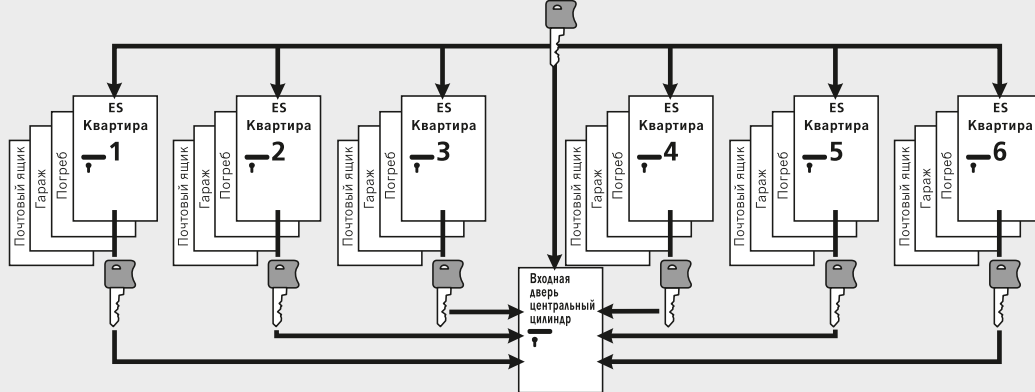 ES
Квартира
1
Погреб
Гараж
Почтовый ящик
ES
Квартира
2
Погреб
Гараж
Почтовый ящик
ES
Квартира
3
Погреб
Гараж
Почтовый ящик
ES
Квартира
4
Погреб
Гараж
Почтовый ящик
ES
Квартира
5
Погреб
Гараж
Почтовый ящик
ES
Квартира
6
Погреб
Гараж
Почтовый ящик
Входная
дверь
центральный
цилиндр